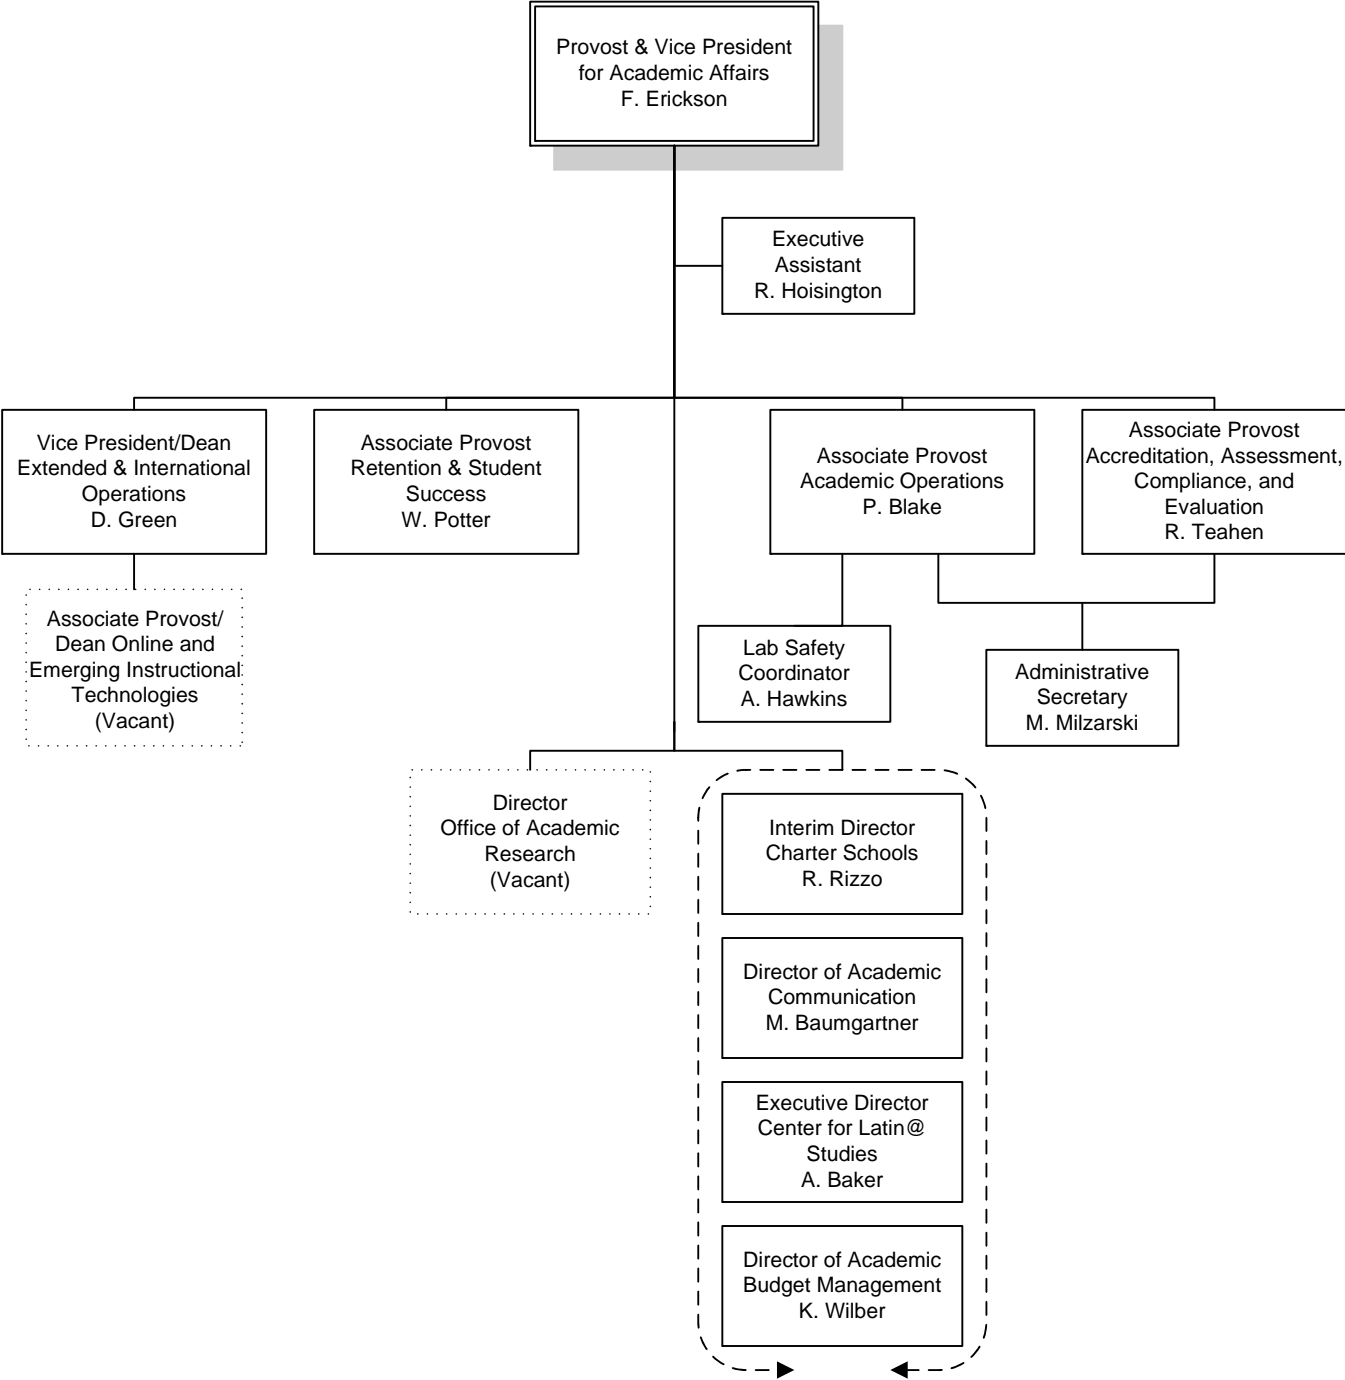 Provost & Vice President
for Academic Affairs
F. Erickson
Executive
Assistant
R. Hoisington
Vice President/Dean
Extended & International
Operations
D. Green
Associate Provost
Retention & Student
Success
W. Potter
Associate Provost
Academic Operations
P. Blake
Associate Provost
Accreditation, Assessment,
Compliance, and
Evaluation
R. Teahen
Associate Provost/
Dean Online and
Emerging Instructional
Technologies
(Vacant)
Lab Safety
Coordinator
A. Hawkins
Administrative
Secretary
M. Milzarski
Director
Office of Academic
Research
(Vacant)
Interim Director
Charter Schools
R. Rizzo
Director of Academic
Communication
M. Baumgartner
Executive Director
Center for Latin@
Studies
A. Baker
Director of Academic
Budget Management
K. Wilber